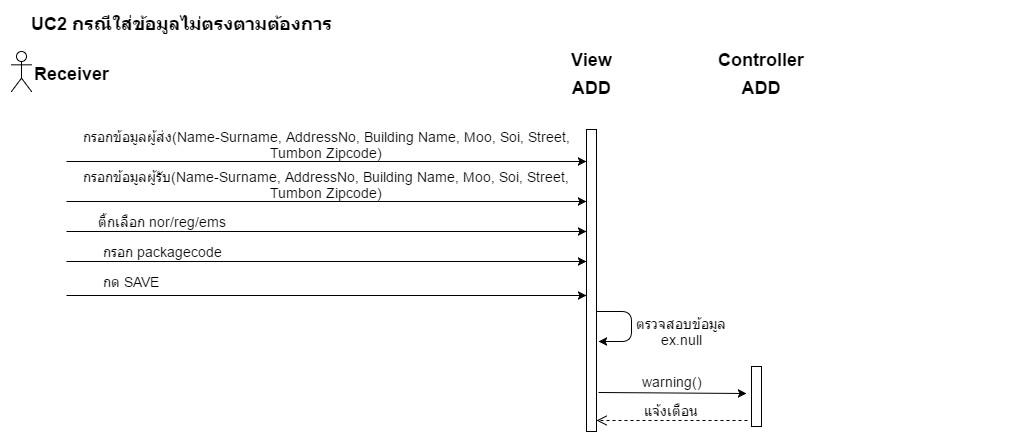 UC2 กรณีใส่ข้อมูลไม่ตรงตามต้องการ
Receiver
View
ADD
Controller
ADD
กรอกข้อมูลผู้ส่ง(Name-Surname, AddressNo, Building Name, Moo, Soi, Street,
Tumbon Zipcode)
กรอกข้อมูลผู้รับ(Name-Surname, AddressNo, Building Name, Moo, Soi, Street,
Tumbon Zipcode)
ติ๊กเลือก nor/reg/ems
กรอก packagecode
กด SAVE
ตรวจสอบข้อมูล
ex.null
warning()
แจ้งเตือน